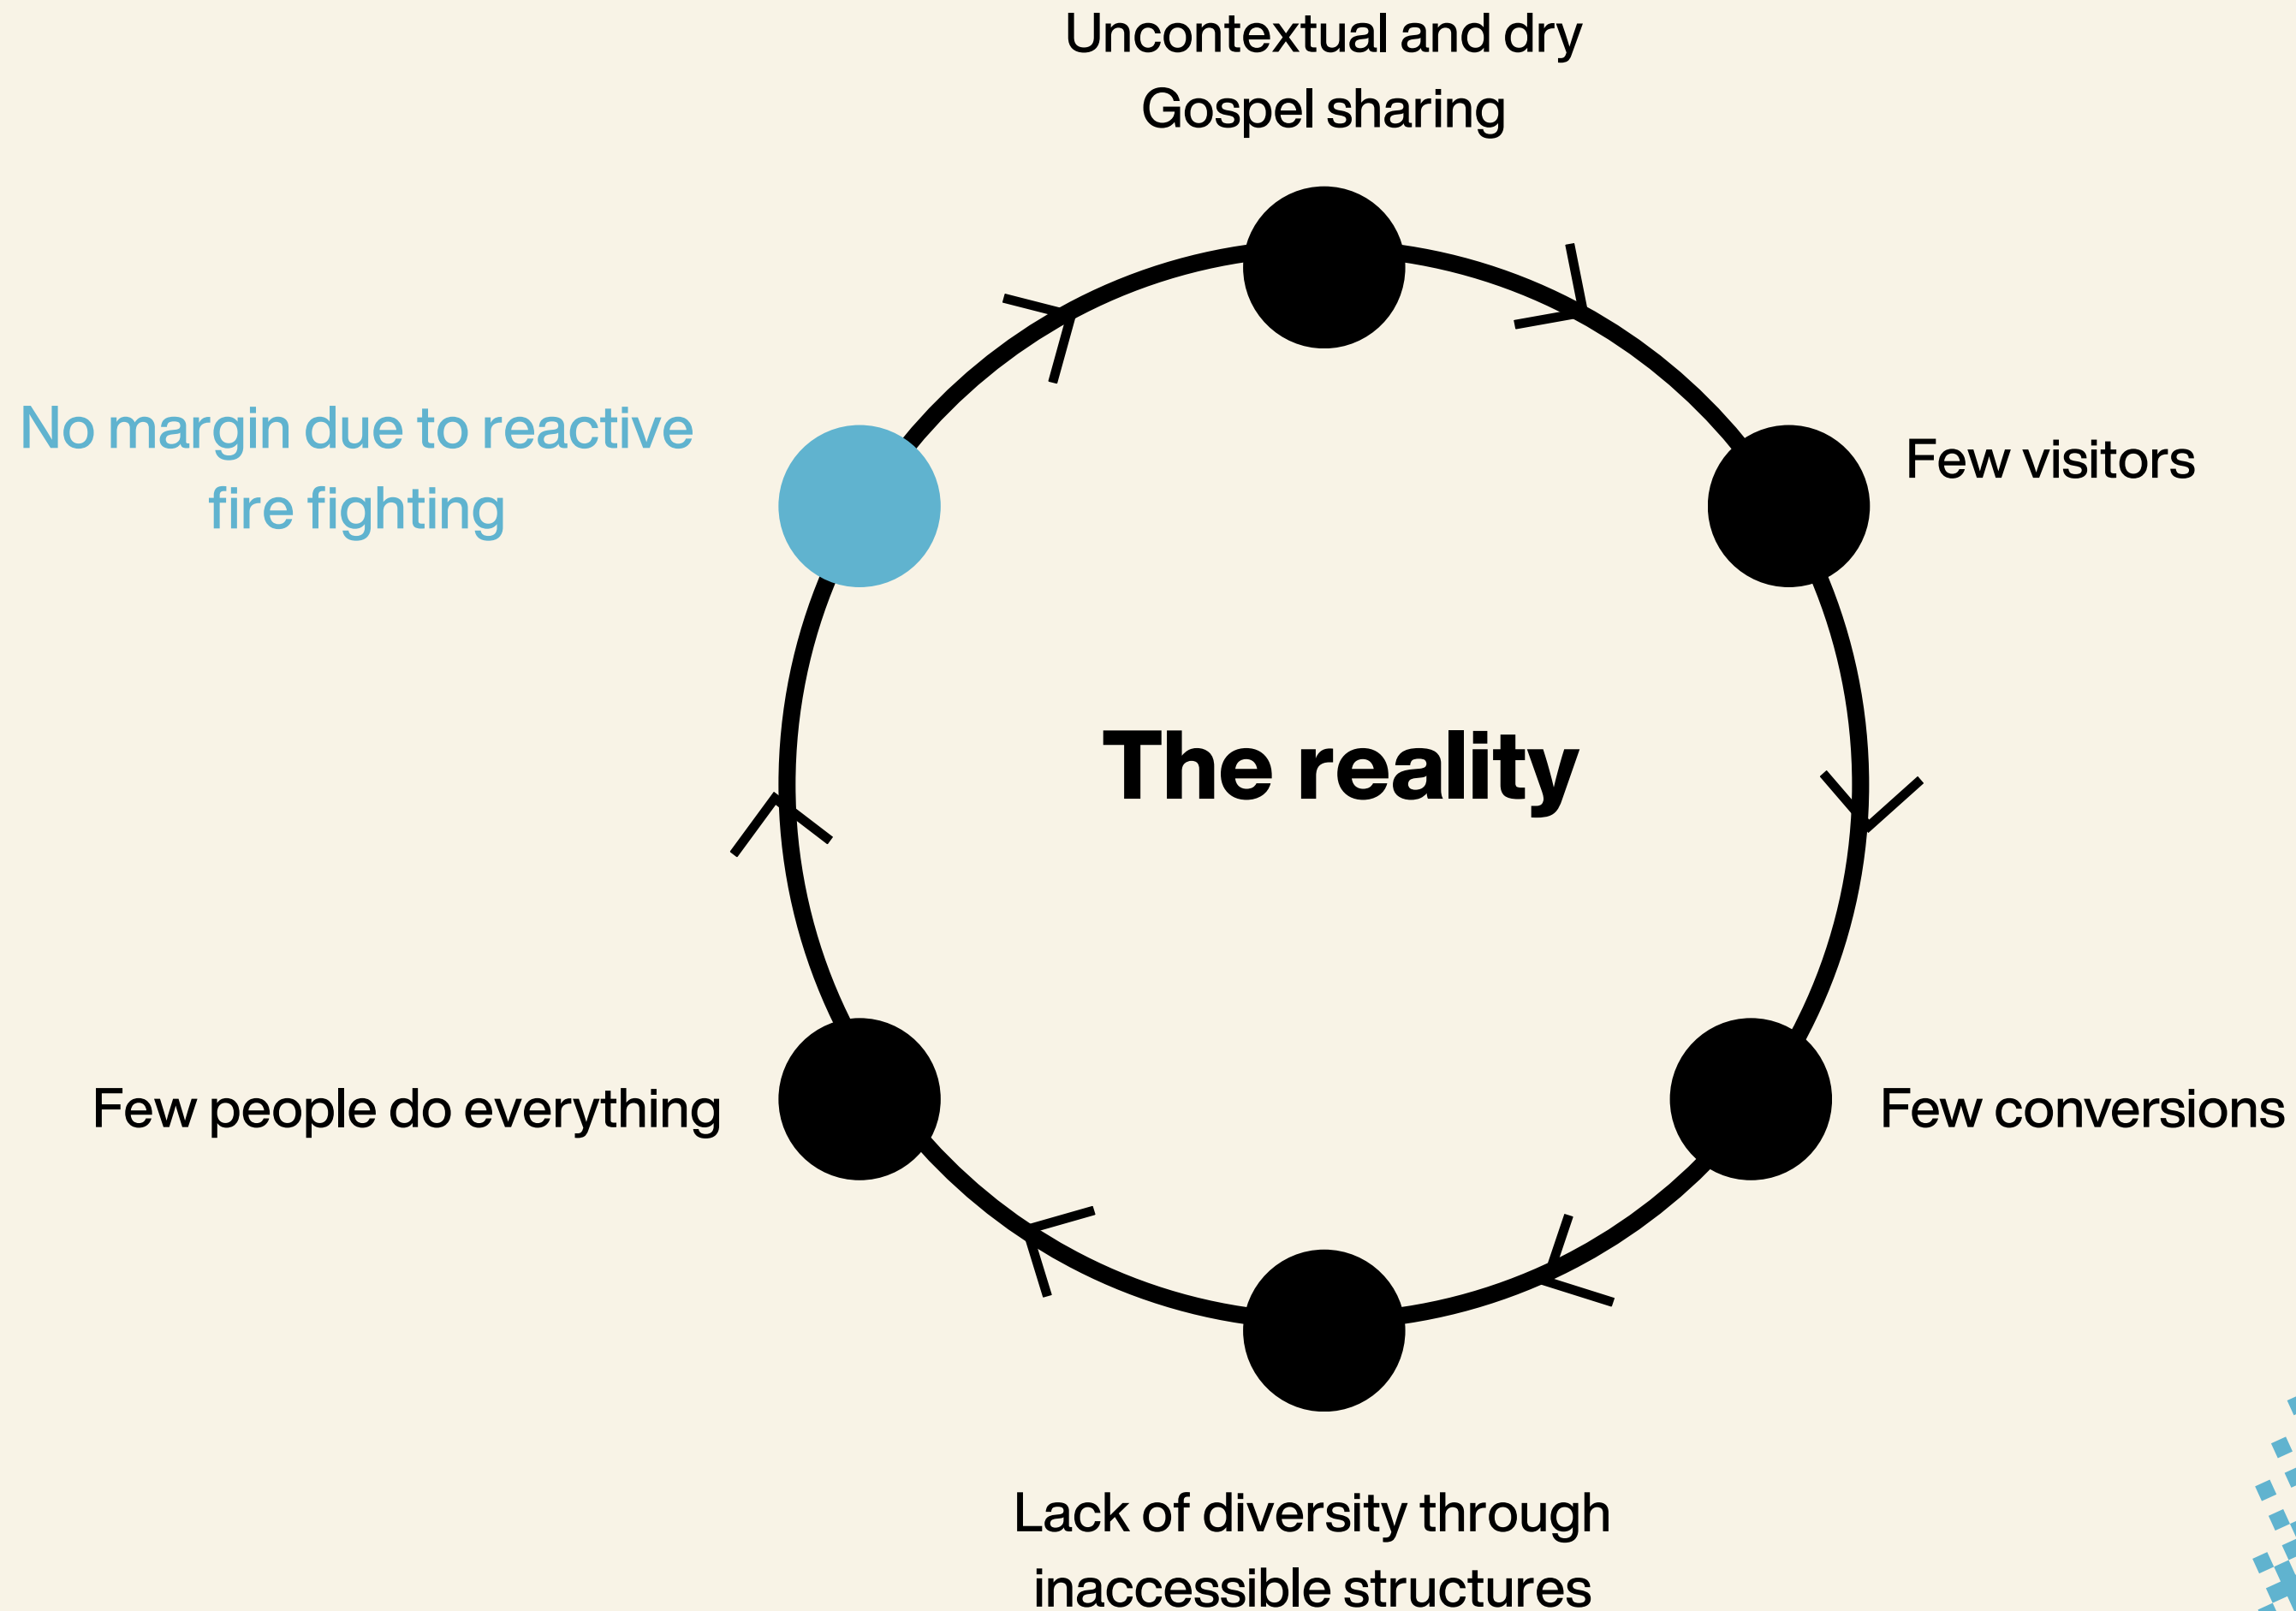 Uncontextual and dry
Gospel sharing
No margin due to reactive
fire fighting
Few visitors
The reality
Few people do everything
Few conversions
Lack of diversity through
inaccessible structures